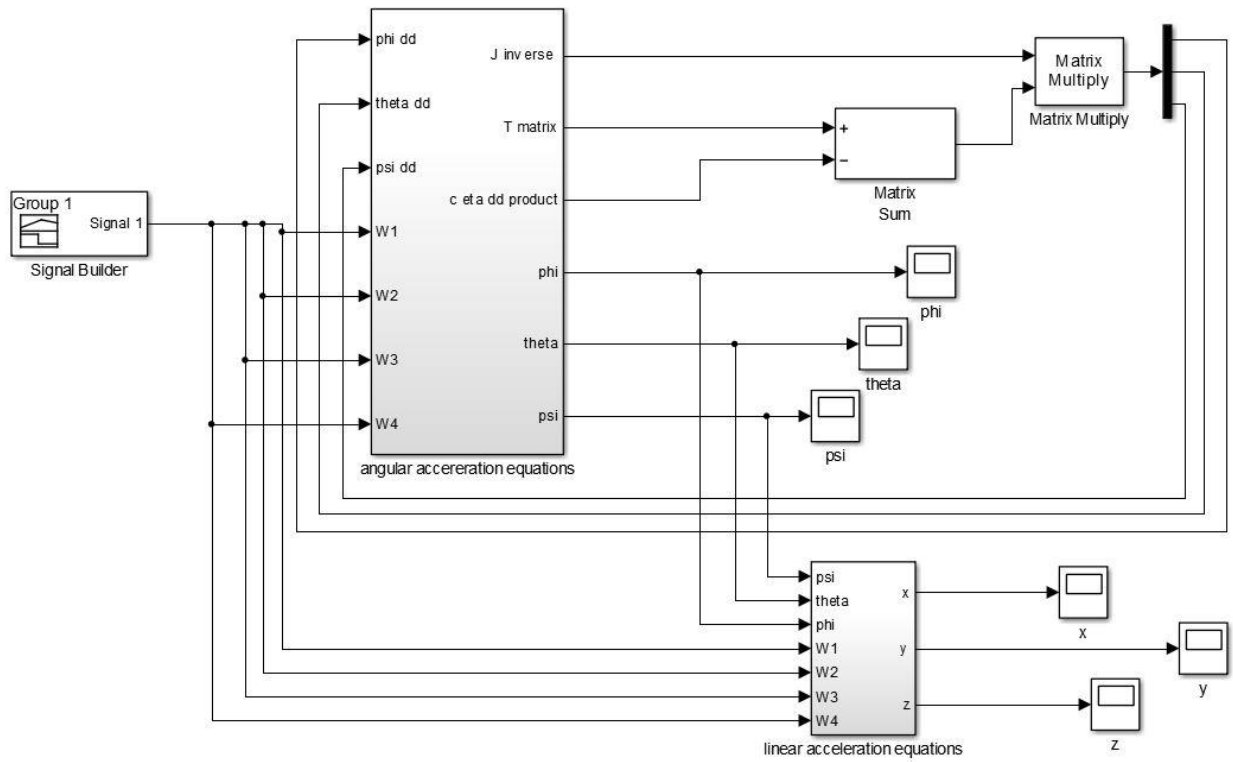 Group 1
Signal 1
Signal Builder
phi dd
theta dd
psi dd
W1
W2
W3
W4
J inverse
T matrix
c eta dd product
phi
theta
psi
angular accereration equations
+
−
Matrix
Sum
Matrix
Multiply
Matrix Multiply
phi
theta
psi
psi
theta
phi
W1
W2
W3
W4
x
y
z
linear acceleration equations
x
y
z